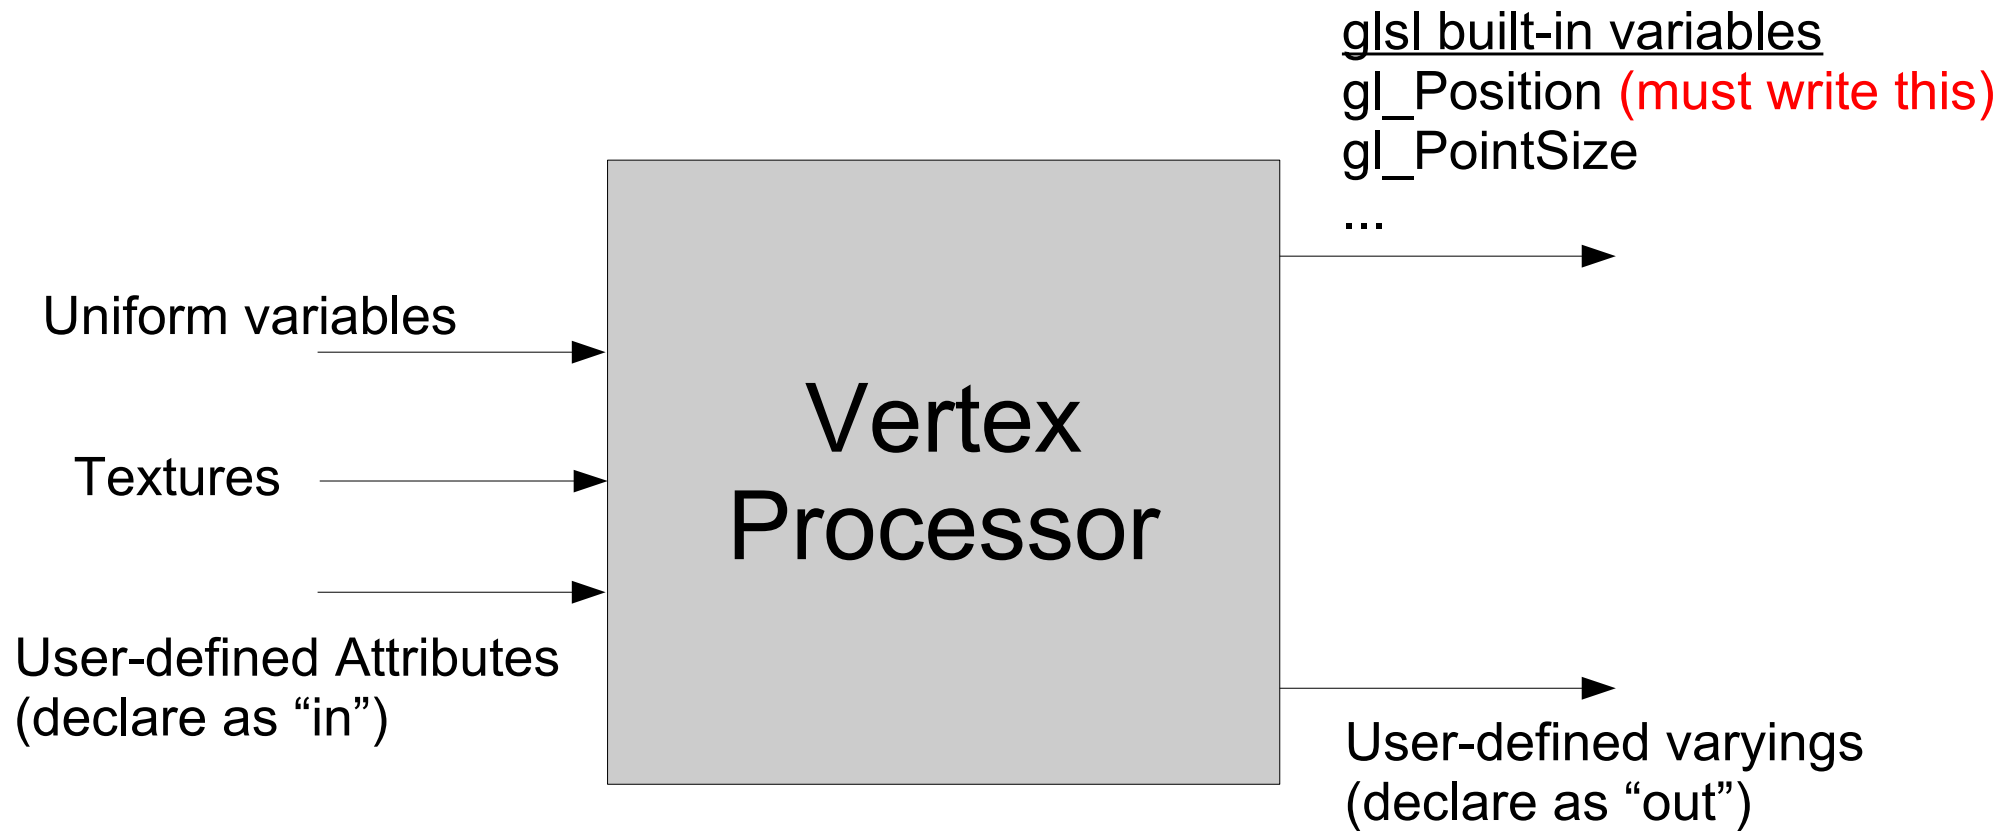 glsl built-in variables
gl_Position (must write this)
gl_PointSize
...
Uniform variables
Textures
User-defined Attributes
(declare as “in”)
Vertex
Processor
User-defined varyings
(declare as “out”)